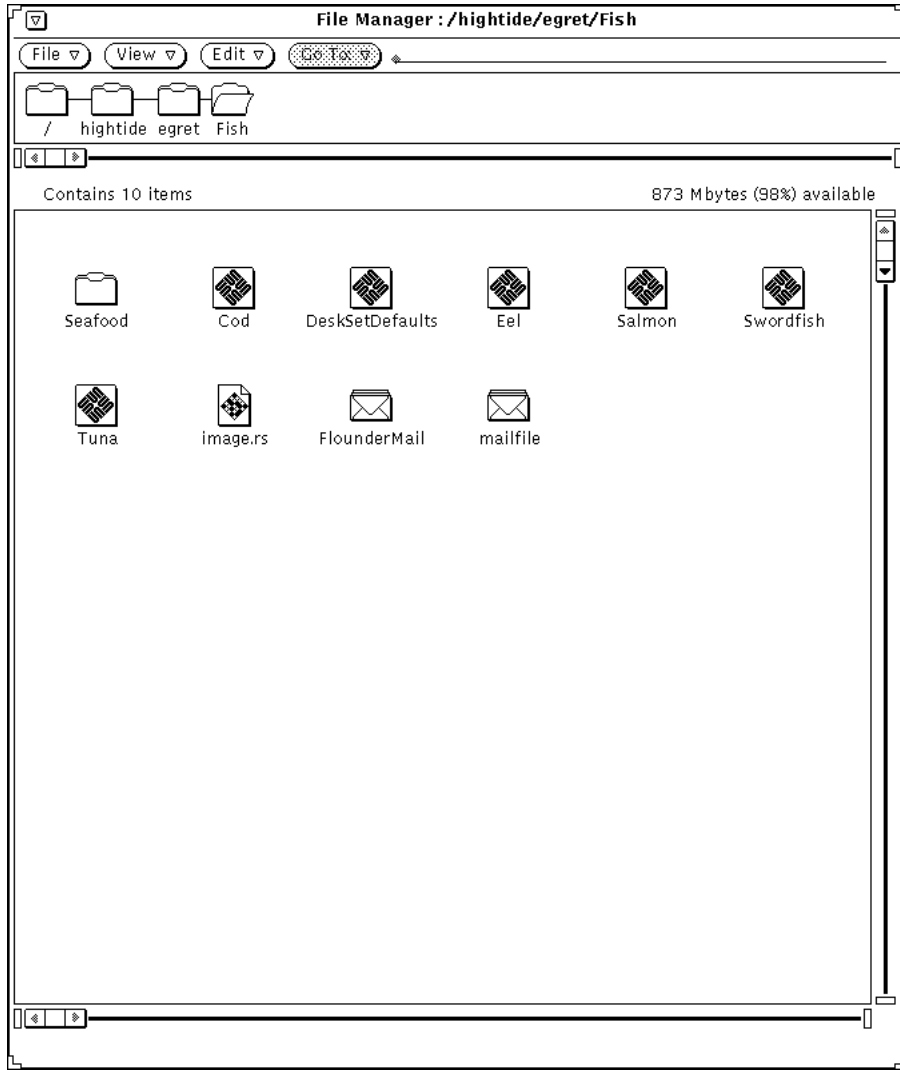 File Manager : /hightide/egret/Fish
File View Edit Go To:
/ hightide egret Fish
Contains 10 items 873 Mbytes (98%) available
Seafood Cod DeskSetDefaults Eel Salmon Swordfish
Tuna image.rs FlounderMail mailfile